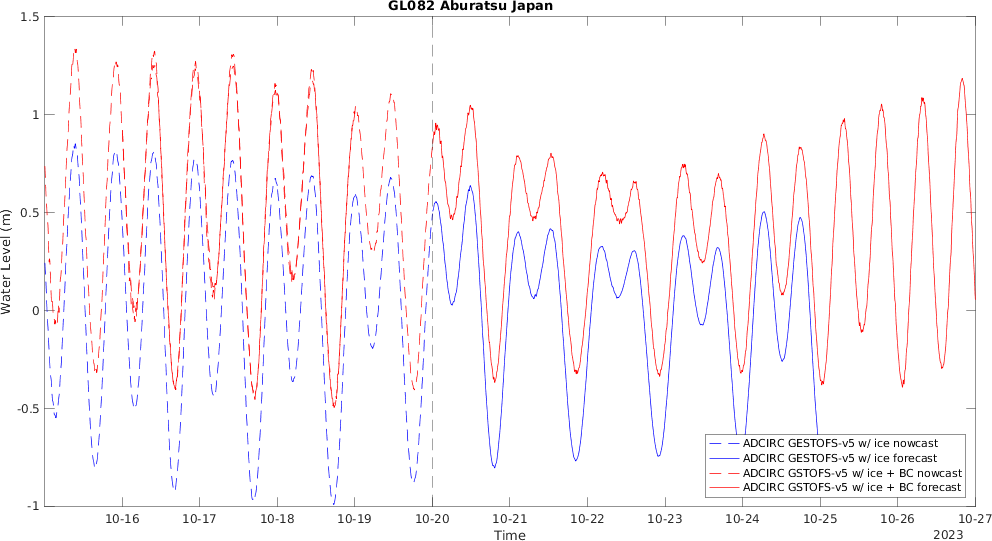 GL082 Aburatsu Japan
Water Level (m)
1.5
1
0.5
0
-0.5
-1
10-16 10-17 10-18 10-19 10-20 10-21 10-22 10-23 10-24 10-25 10-26 10-27
Time
2023
ADCIRC GESTOFS-v5 w/ ice nowcast
ADCIRC GESTOFS-v5 w/ ice forecast
ADCIRC GSTOFS-v5 w/ ice + BC nowcast
ADCIRC GSTOFS-v5 w/ ice + BC forecast